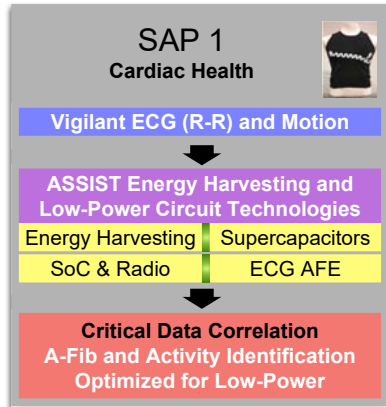 SAP 1
Cardiac Health
Vigilant ECG (R-R) and Motion
ASSIST Energy Harvesting and
Low-Power Circuit Technologies
Energy Harvesting Supercapacitors
SoC & Radio ECG AFE
Critical Data Correlation
A-Fib and Activity Identification
Optimized for Low-Power